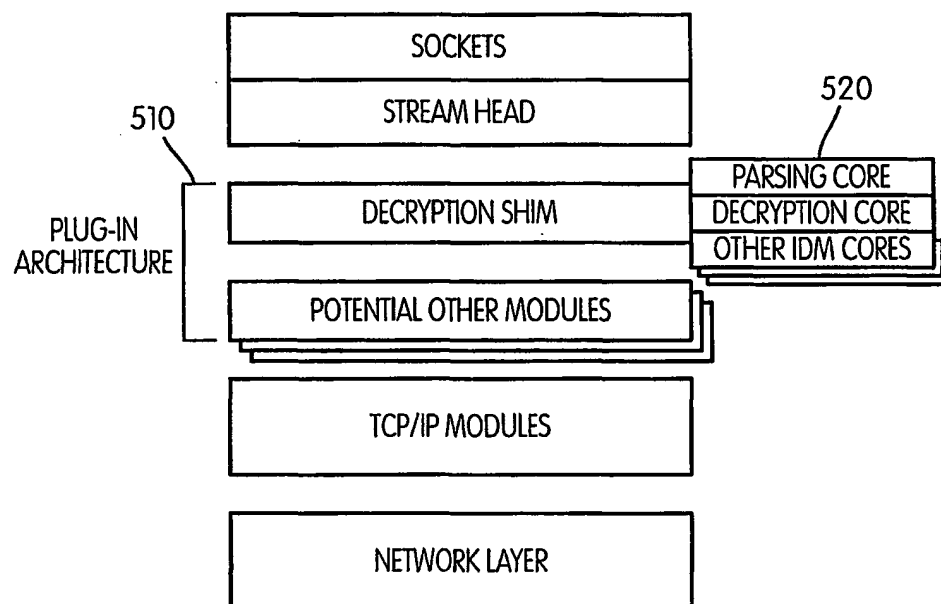 SOCKETS
STREAM HEAD
510
520
PLUG-IN
ARCHITECTURE
DECRYPTION SHIM
PARSING CORE
DECRYPTION CORE
OTHER IDM CORES
POTENTIAL OTHER MODULES
TCP/IP MODULES
NETWORK LAYER